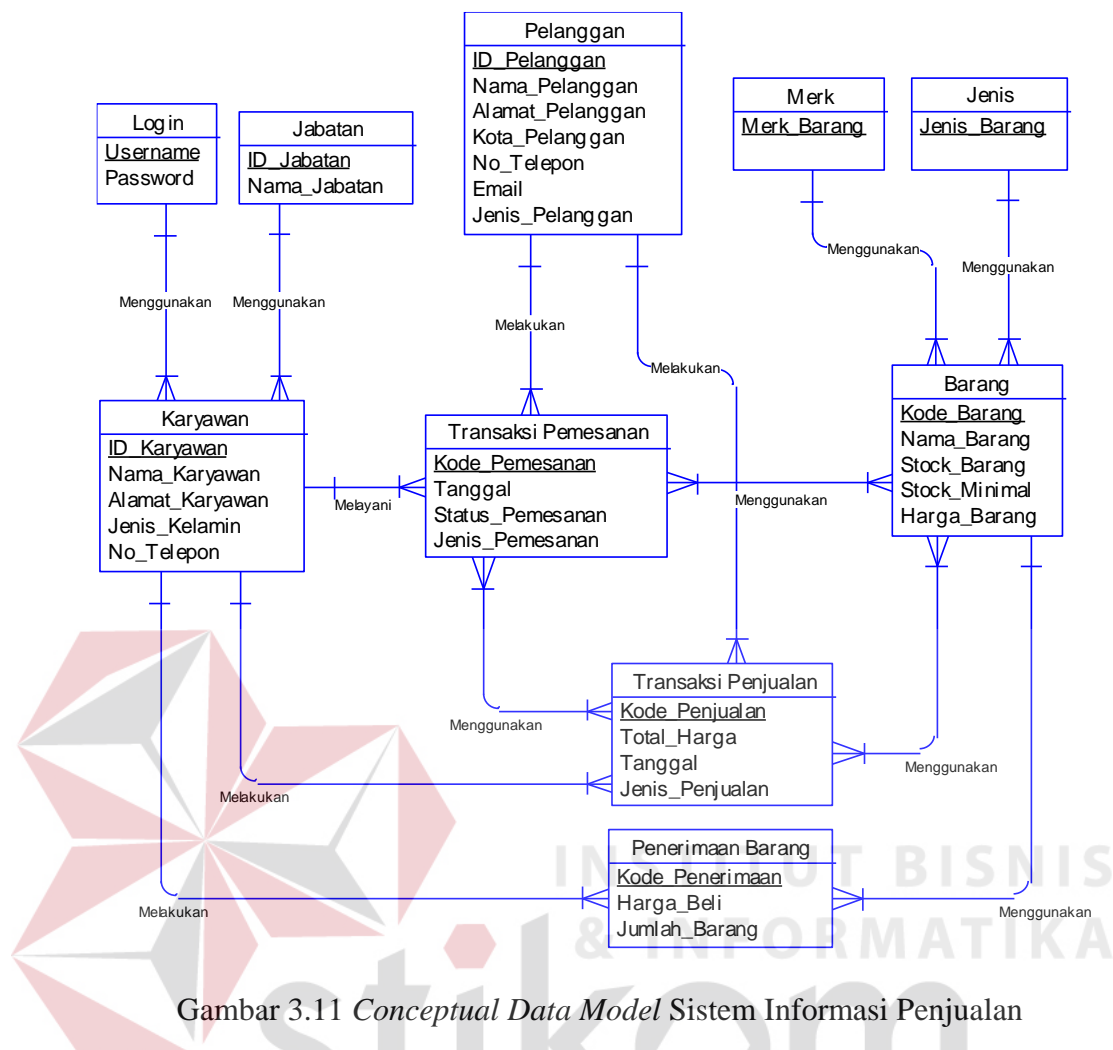 Pelanggan
ID_Pelanggan
Nama_Pelanggan
Alamat_Pelanggan
Kota_Pelanggan
No_Telepon
Email
Jenis_Pelanggan
Merk
Merk_Barang
Jenis
Jenis_Barang
Login
Username
Password
Jabatan
ID_Jabatan
Nama_Jabatan
Menggunakan
Menggunakan
Menggunakan
Menggunakan
Melakukan
Melakukan
Karyawan
ID_Karyawan
Nama_Karyawan
Alamat_Karyawan
Jenis_Kelamin
No_Telepon
Melayani
Transaksi Pemesanan
Kode_Pemesanan
Tanggal
Status_Pemesanan
Jenis_Pemesanan
Menggunakan
Barang
Kode_Barang
Nama_Barang
Stock_Barang
Stock_Minimal
Harga_Barang
Transaksi Penjualan
Kode_Penjualan
Total_Harga
Tanggal
Jenis_Penjualan
Menggunakan
Menggunakan
Melakukan
Penerimaan Barang
Kode_Penerimaan
Harga_Beli
Jumlah_Barang
Melakukan
Menggunakan
INSTITUT BISNIS
& INFORMATIKA
stikom
Gambar 3.11 Conceptual Data Model Sistem Informasi Penjualan